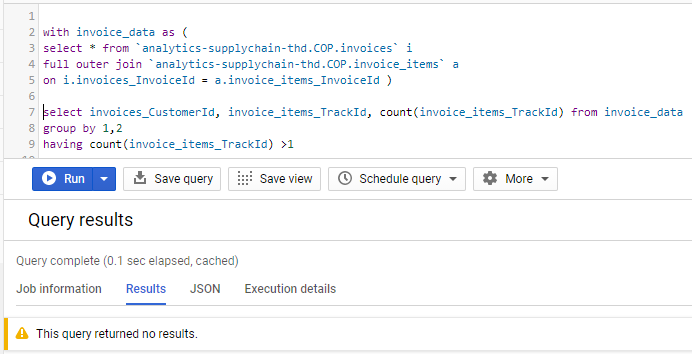 1
2 with invoice_data as (
3 select * from `analytics-supplychain-thd.COP.invoices` i
4 full outer join `analytics-supplychain-thd.COP.invoice_items` a
5 on i.invoices_InvoiceId = a.invoice_items_InvoiceId )
6
7 select invoices_CustomerId, invoice_items_TrackId, count(invoice_items_TrackId) from invoice_data
8 group by 1,2
9 having count(invoice_items_TrackId) >1
Run Save query Save view Schedule query More
Query results
Query complete (0.1 sec elapsed, cached)
Job information Results JSON Execution details
This query returned no results.